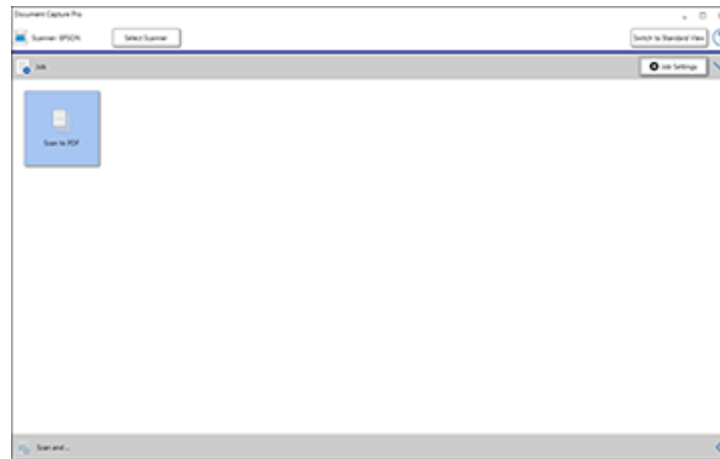 Document Capture Pro
Scanner: EPSON
Select Scanner
Switch to Standard View
Job
Job Settings
Scan to PDF
Scan and...